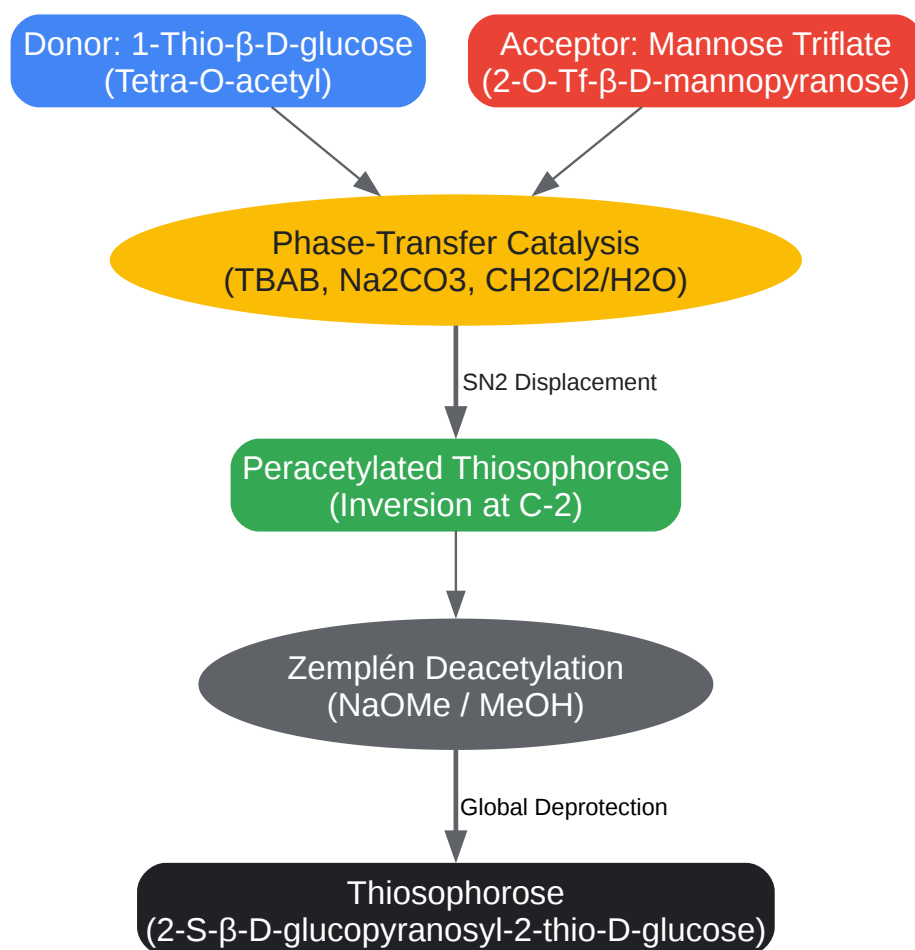 Donor: 1-Thio-β-D-glucose
(Tetra-O-acetyl)
Acceptor: Mannose Triflate
(2-O-Tf-β-D-mannopyranose)
Phase-Transfer Catalysis
(TBAB, Na2CO3, CH2Cl2/H2O)
SN2 Displacement
Peracetylated Thiosophorose
(Inversion at C-2)
Zemplén Deacetylation
(NaOMe / MeOH)
Global Deprotection
Thiosophorose
(2-S-β-D-glucopyranosyl-2-thio-D-glucose)